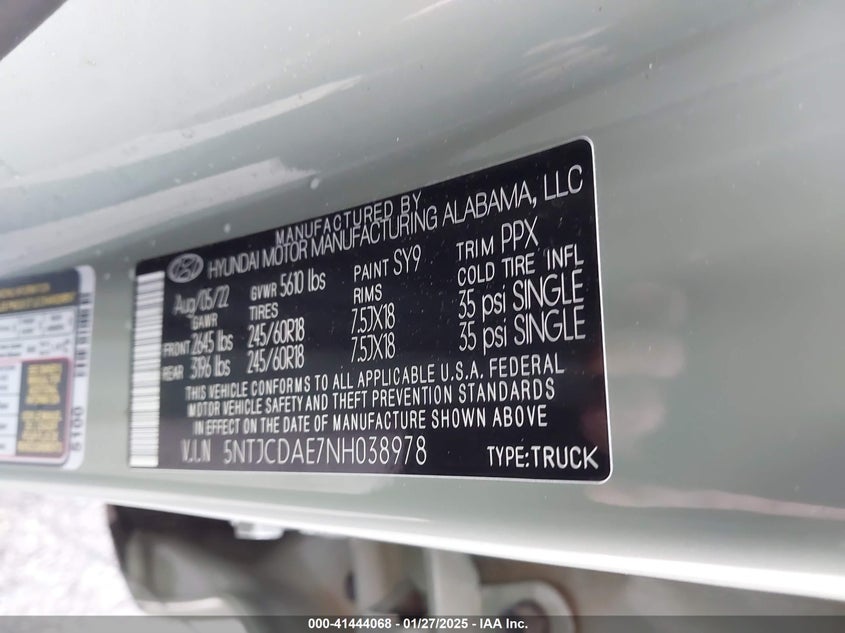 MANUFACTURED BY
HYUNDAI MOTOR MANUFACTURING ALABAMA, LLC
Aug/05/22 GVWR 5610 lbs PAINT SY9 TRIM PPX
GAWR TIRES RIMS COLD TIRE INFL
FRONT 2645 lbs 245/60R18 7.5JX18 35 psi SINGLE
REAR 3196 lbs 245/60R18 7.5JX18 35 psi SINGLE
THIS VEHICLE CONFORMS TO ALL APPLICABLE U.S.A. FEDERAL
MOTOR VEHICLE SAFETY AND THEFT PREVENTION STANDARDS
IN EFFECT ON THE DATE OF MANUFACTURE SHOWN ABOVE
V.I.N 5NTJCDAE7NH038978 TYPE:TRUCK
5100
000-41444068 - 01/27/2025 - IAA Inc.